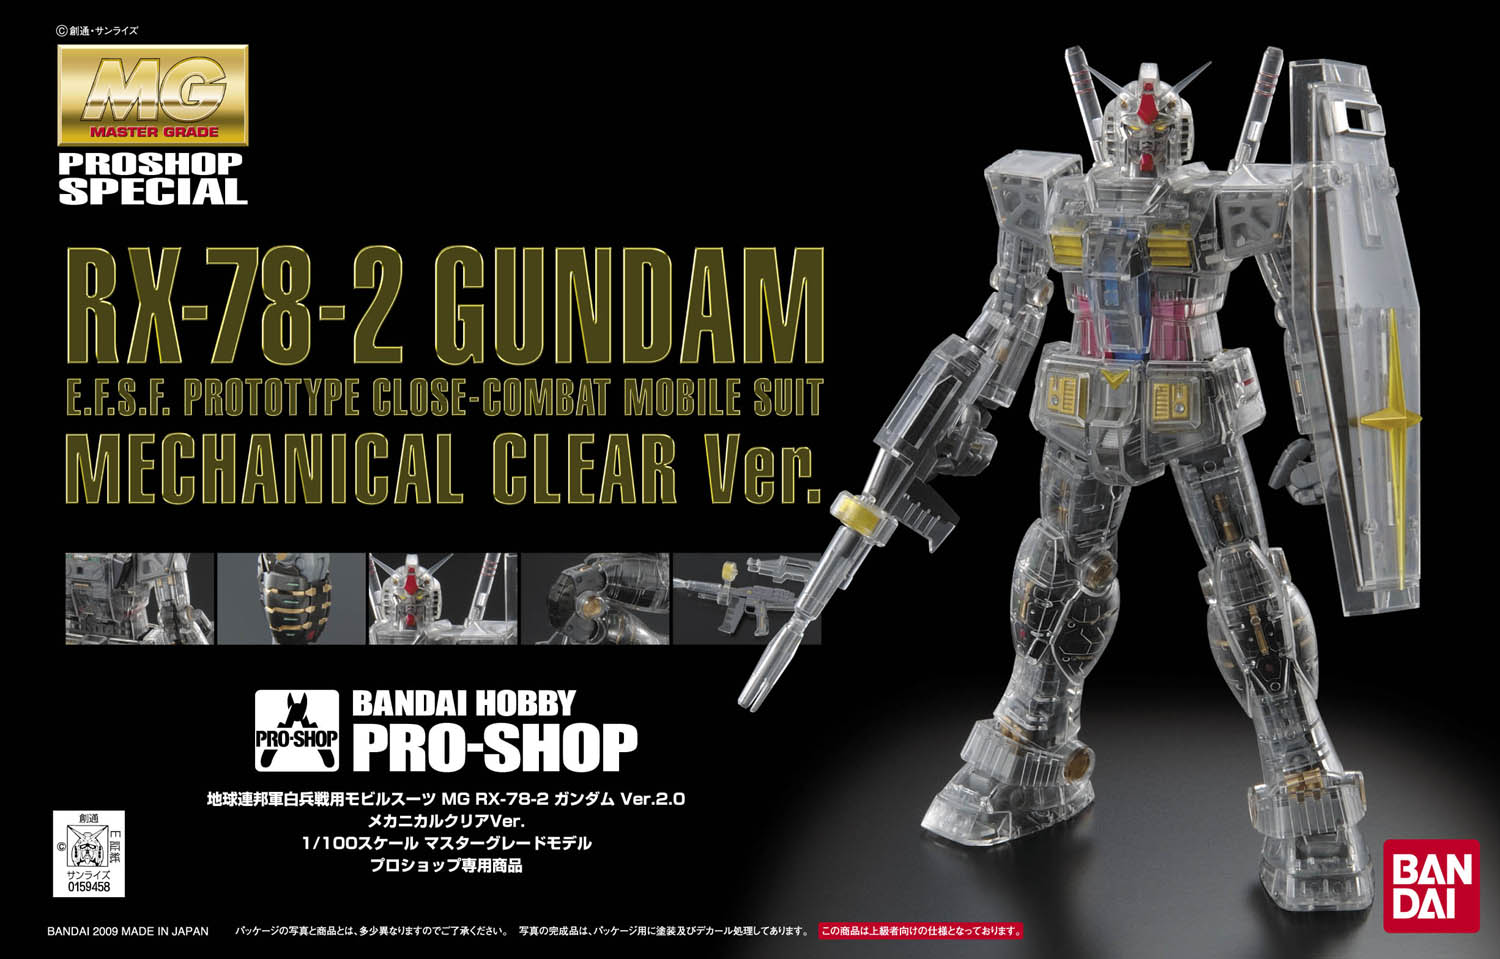 ©創通・サンライズ
MG
MASTER GRADE
PROSHOP
SPECIAL
RX-78-2 GUNDAM
E.F.S.F. PROTOTYPE CLOSE-COMBAT MOBILE SUIT
MECHANICAL CLEAR Ver.
PRO-SHOP
BANDAI HOBBY
PRO-SHOP
地球連邦軍白兵戦用モビルスーツ MG RX-78-2 ガンダム Ver.2.0
メカニカルクリアVer.
1/100スケール マスターグレードモデル
プロショップ専用商品
創通
©
E証紙
サンライズ
0159458
BANDAI 2009 MADE IN JAPAN
パッケージの写真と商品とは、多少異なりますのでご了承ください。 写真の完成品は、パッケージ用に塗装及びデカール処理してあります。
この商品は上級者向けの仕様となっております。
BAN
DAI